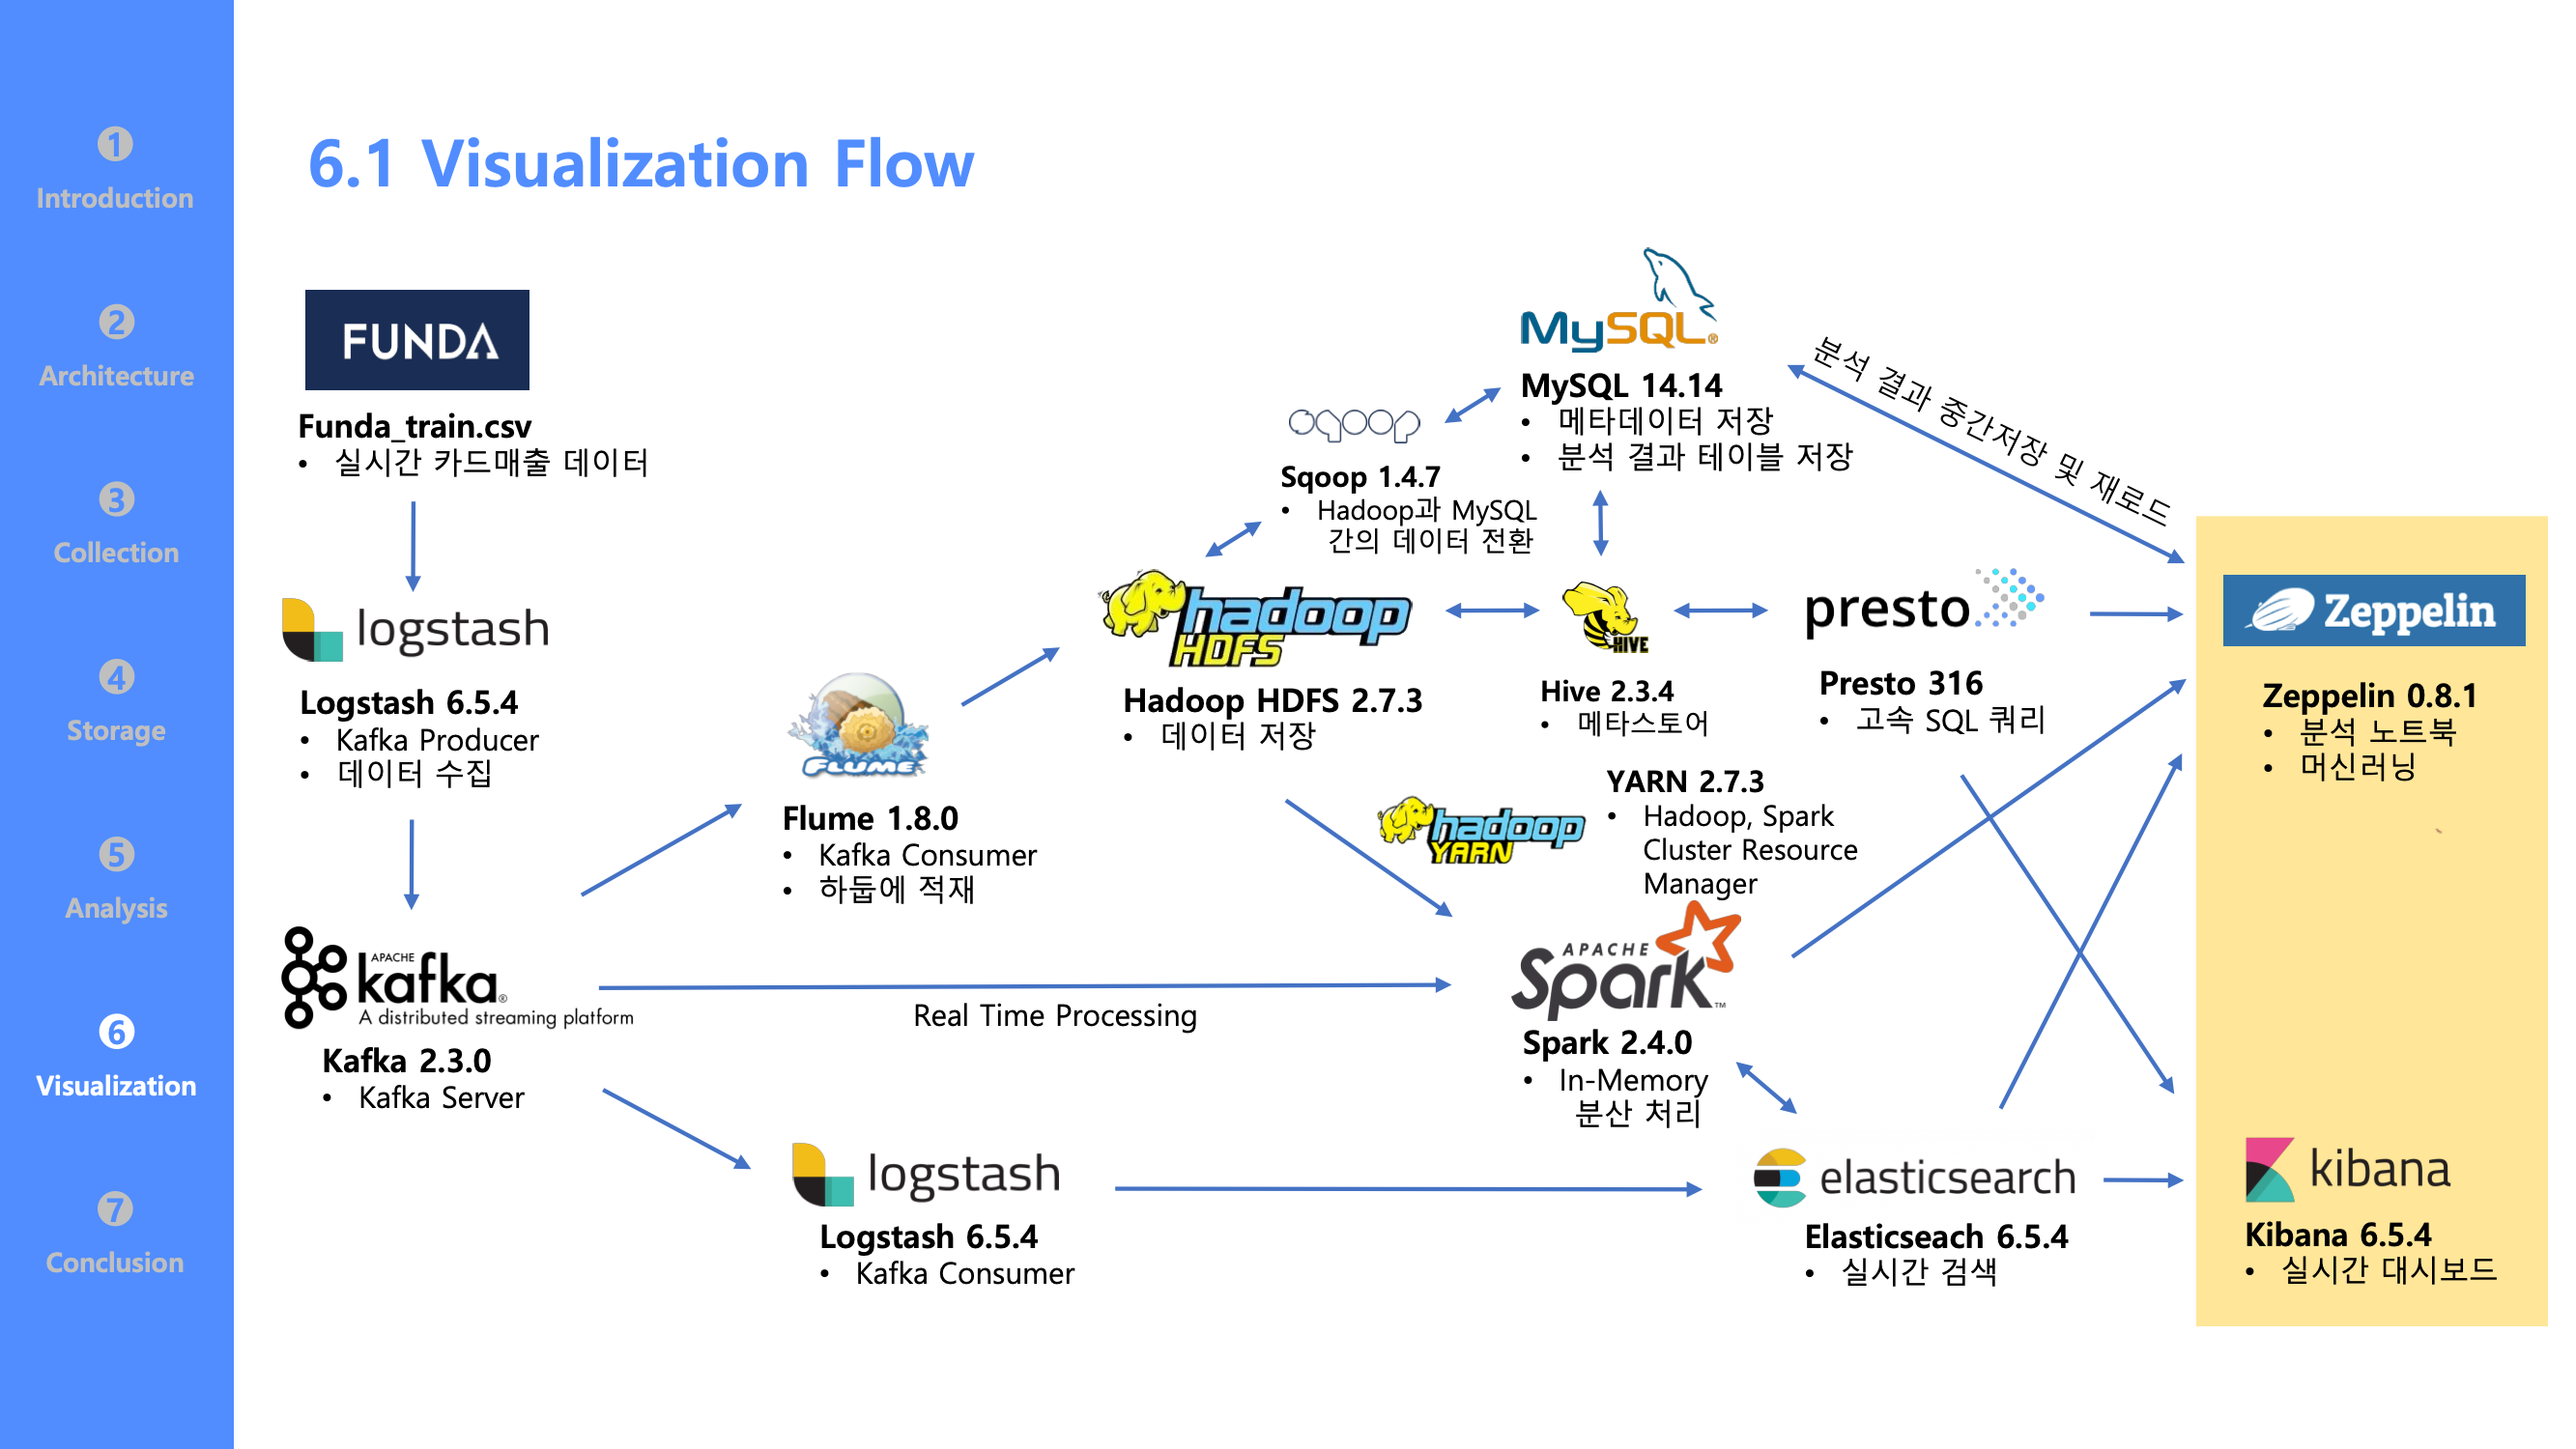 1
Introduction
2
Architecture
3
Collection
4
Storage
5
Analysis
6
Visualization
7
Conclusion
6.1 Visualization Flow
FUNDA
Funda_train.csv
• 실시간 카드매출 데이터
logstash
Logstash 6.5.4
• Kafka Producer
• 데이터 수집
APACHE
kafka®
A distributed streaming platform
Kafka 2.3.0
• Kafka Server
FLUME
Flume 1.8.0
• Kafka Consumer
• 하둡에 적재
Real Time Processing
logstash
Logstash 6.5.4
• Kafka Consumer
sqoop
Sqoop 1.4.7
• Hadoop과 MySQL
간의 데이터 전환
MySQL®
MySQL 14.14
• 메타데이터 저장
• 분석 결과 테이블 저장
분석 결과 중간저장 및 재로드
hadoop
HDFS
Hadoop HDFS 2.7.3
• 데이터 저장
HIVE
Hive 2.3.4
• 메타스토어
presto
Presto 316
• 고속 SQL 쿼리
hadoop
YARN
YARN 2.7.3
• Hadoop, Spark
Cluster Resource
Manager
APACHE
Spark™
Spark 2.4.0
• In-Memory
분산 처리
elasticsearch
Elasticseach 6.5.4
• 실시간 검색
Zeppelin
Zeppelin 0.8.1
• 분석 노트북
• 머신러닝
kibana
Kibana 6.5.4
• 실시간 대시보드